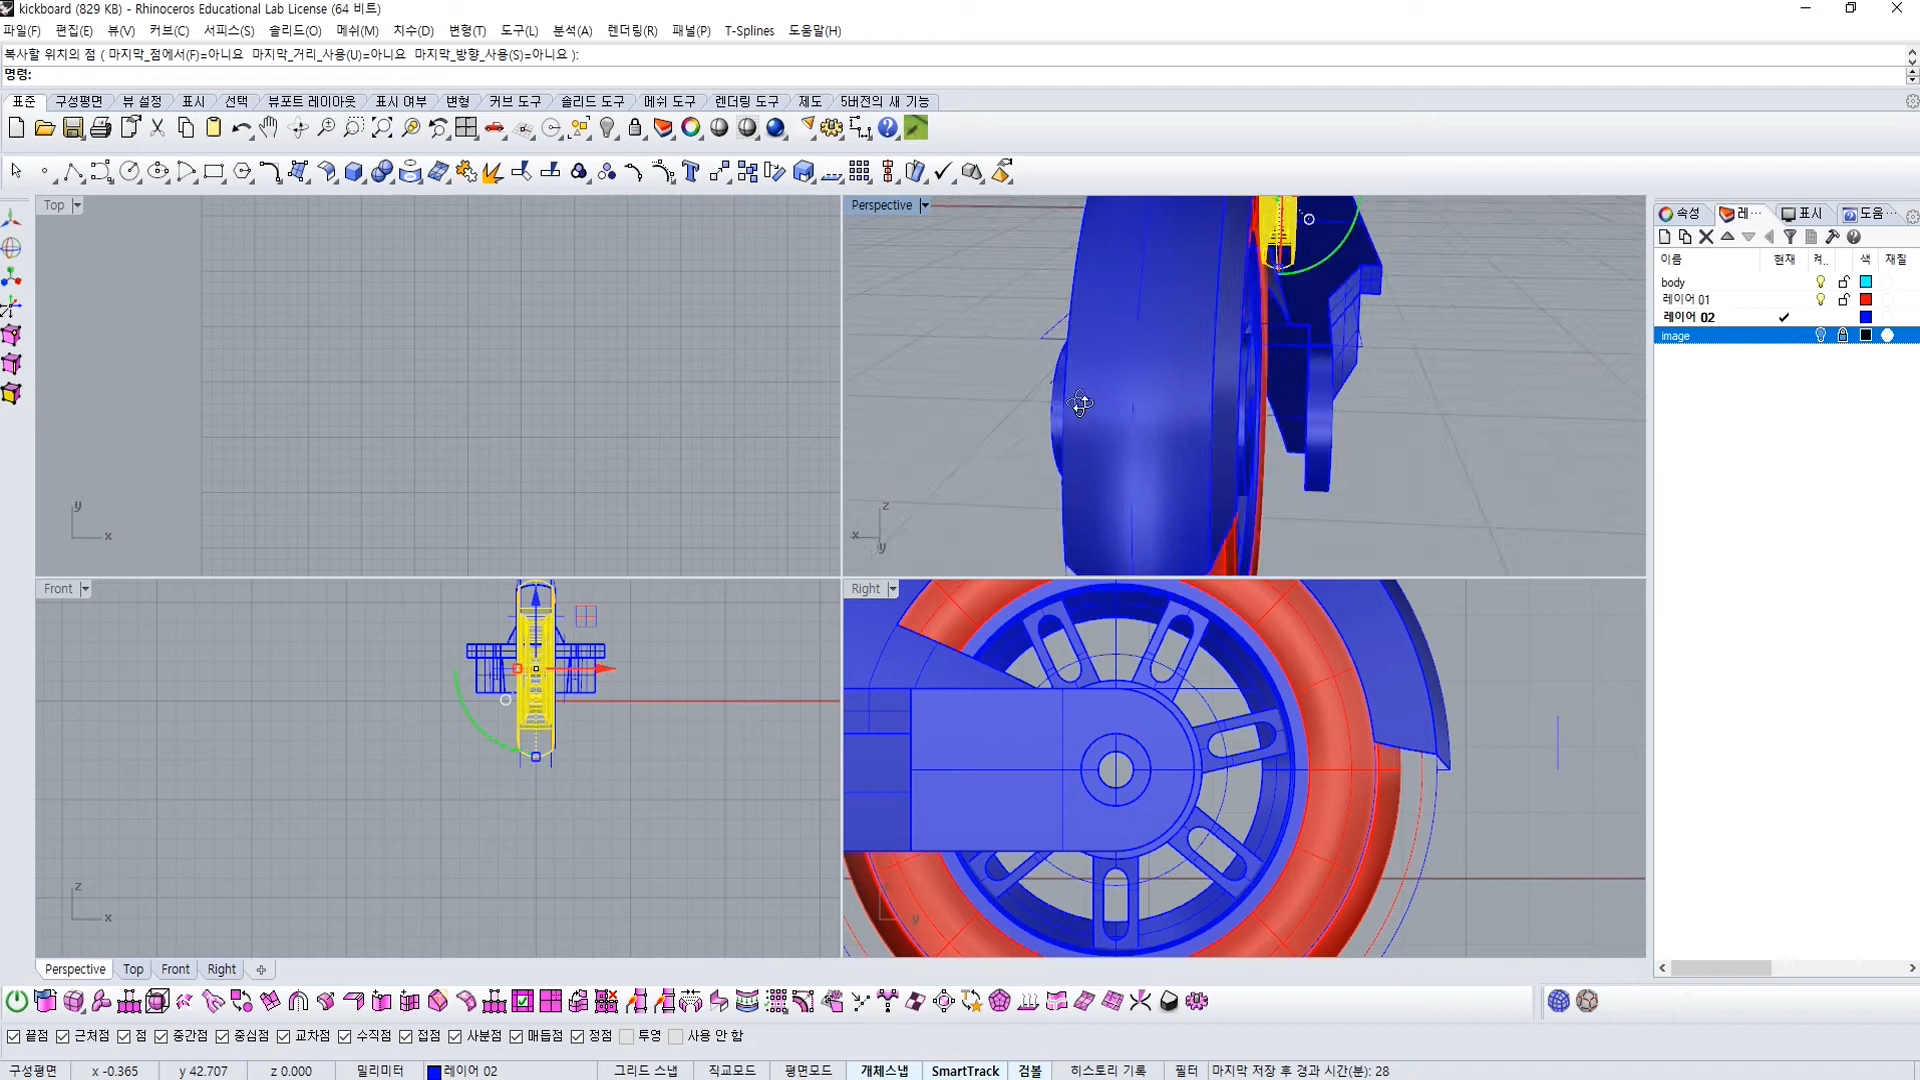 kickboard (829 KB) - Rhinoceros Educational Lab License (64 비트)
파일(F) 편집(E) 뷰(V) 커브(C) 서피스(S) 솔리드(O) 메쉬(M) 치수(D) 변형(T) 도구(L) 분석(A) 렌더링(R) 패널(P) T-Splines 도움말(H)
복사할 위치의 점 ( 마지막_점에서(F)=아니요 마지막_거리_사용(U)=아니요 마지막_방향_사용(S)=아니요 ):
명령:
표준 구성평면 뷰 설정 표시 선택 뷰포트 레이아웃 표시 여부 변형 커브 도구 솔리드 도구 메쉬 도구 렌더링 도구 제도 5버전의 새 기능
Top
Perspective
속성 레··· 표시 도움···
이름 현재 켜.. 색 재질
body
레이어 01
레이어 02
image
y
x
z
x
y
Front
Right
z
x
z
y
Perspective Top Front Right
끝점 근처점 점 중간점 중심점 교차점 수직점 접점 사분점 매듭점 정점 투영 사용 안 함
구성평면 x -0.365 y 42.707 z 0.000 밀리미터 레이어 02 그리드 스냅 직교모드 평면모드 개체스냅 SmartTrack 검볼 히스토리 기록 필터 마지막 저장 후 경과 시간(분): 28